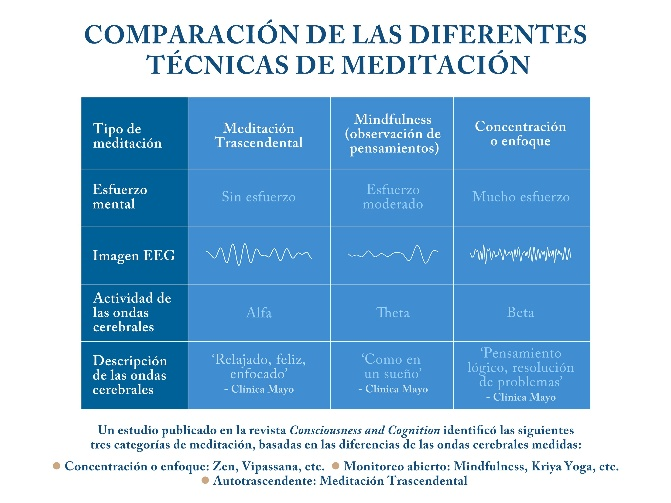 COMPARACIÓN DE LAS DIFERENTES
TÉCNICAS DE MEDITACIÓN
Tipo de
meditación
Meditación
Trascendental
Mindfulness
(observación de
pensamientos)
Concentración
o enfoque
Esfuerzo
mental
Sin esfuerzo
Esfuerzo
moderado
Mucho esfuerzo
Imagen EEG
Actividad de
las ondas
cerebrales
Alfa
Theta
Beta
Descripción
de las ondas
cerebrales
‘Relajado, feliz,
enfocado’
- Clínica Mayo
‘Como en
un sueño’
- Clínica Mayo
‘Pensamiento
lógico, resolución
de problemas’
- Clínica Mayo
Un estudio publicado en la revista Consciousness and Cognition identificó las siguientes
tres categorías de meditación, basadas en las diferencias de las ondas cerebrales medidas:
● Concentración o enfoque: Zen, Vipassana, etc. ● Monitoreo abierto: Mindfulness, Kriya Yoga, etc.
● Autotrascendente: Meditación Trascendental